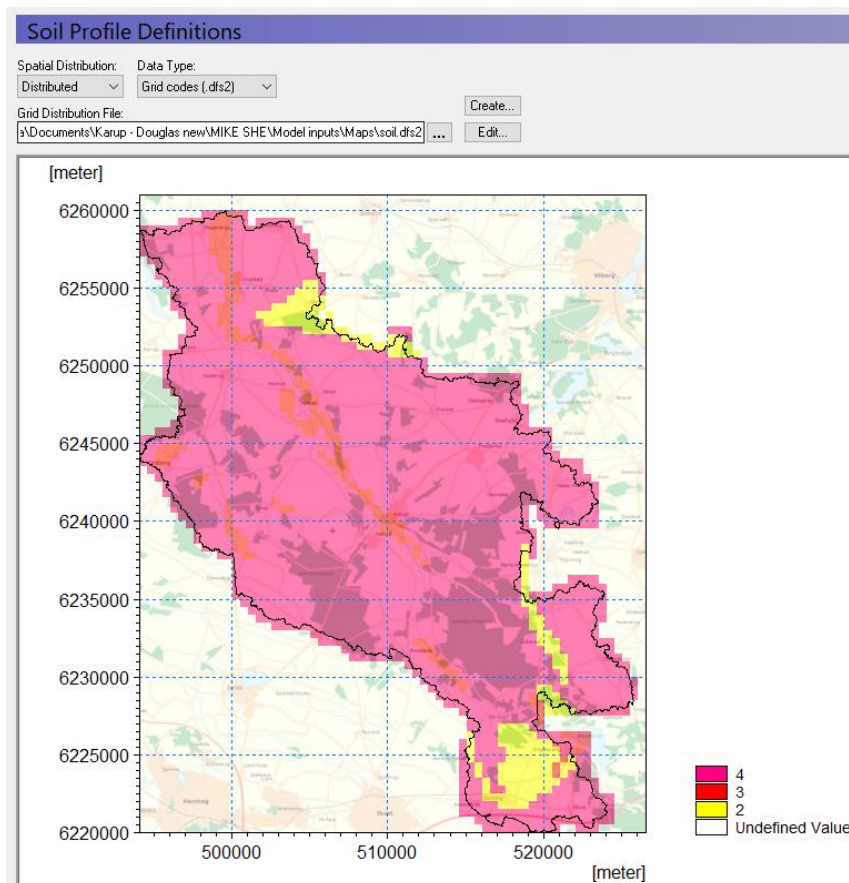 Soil Profile Definitions
Spatial Distribution: Data Type:
Distributed Grid codes (.dfs2)
Grid Distribution File:
Create...
a\Documents\Karup - Douglas new\MIKE SHE\Model inputs\Maps\soil.dfs2 ... Edit...
[meter]
6260000
6255000
Viborg
6250000
6245000
6240000
6235000
6230000
6225000
Herning
6220000
4
3
2
Undefined Value
500000 510000 520000
[meter]